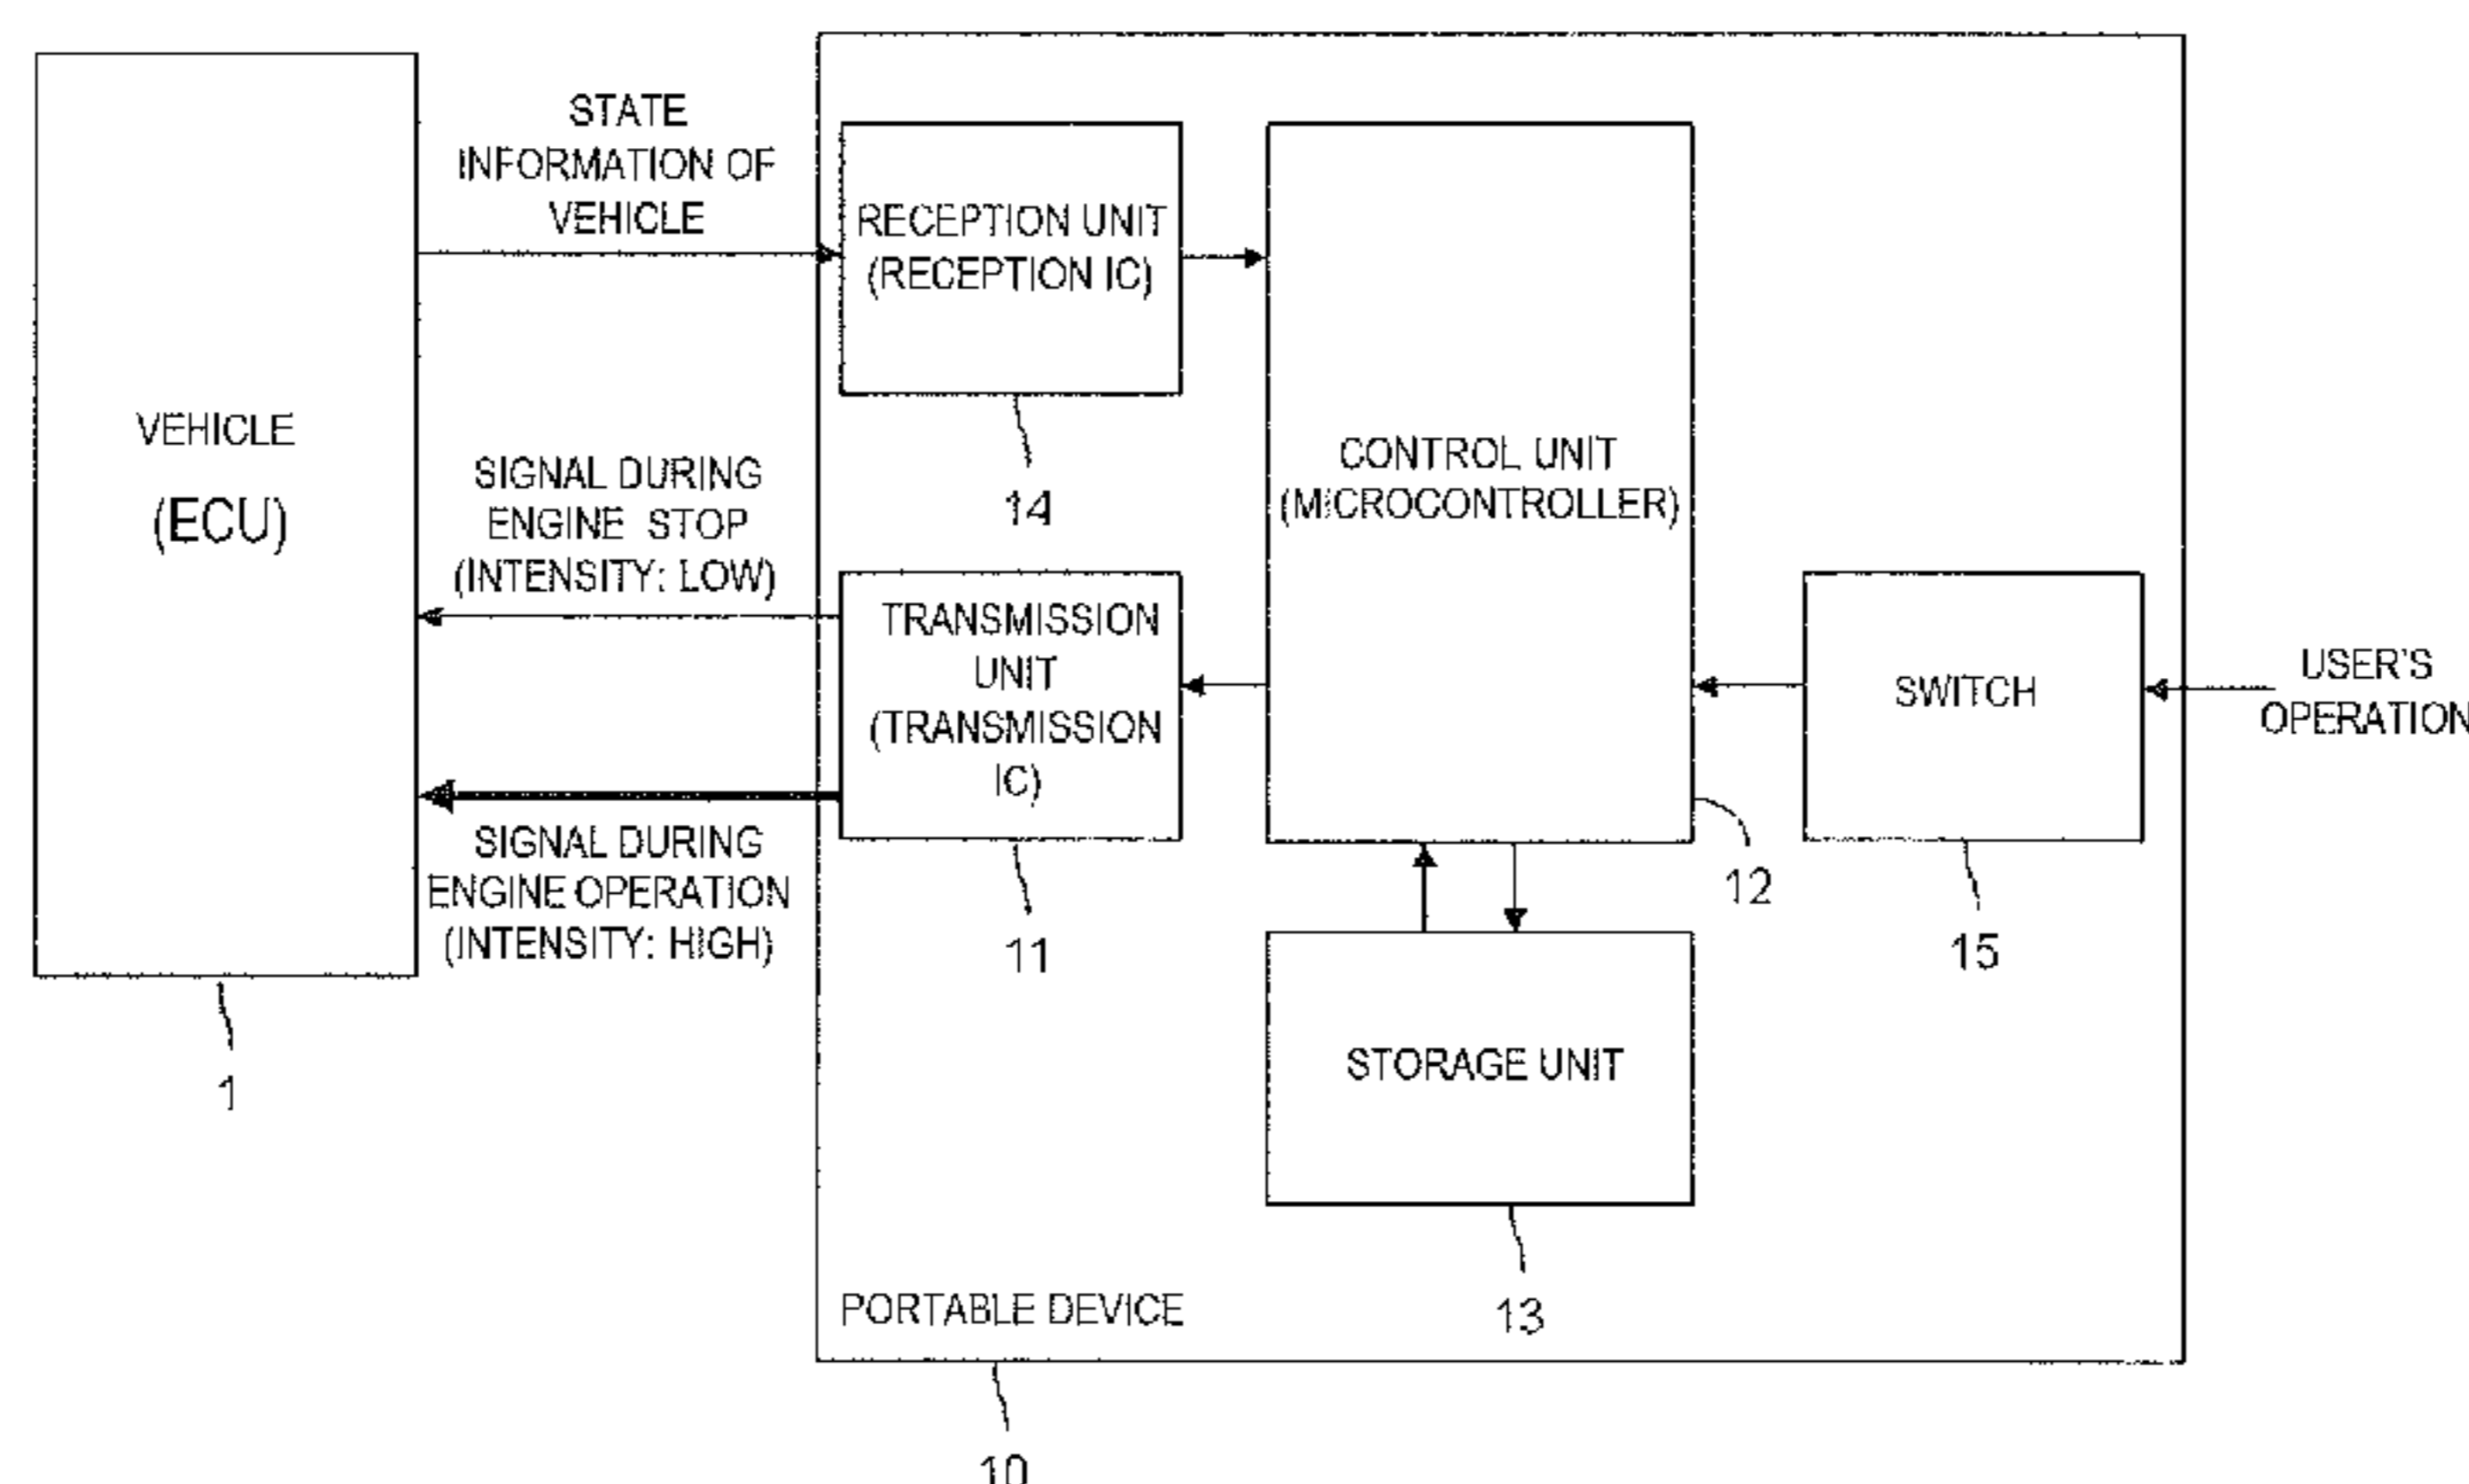 STATE
INFORMATION OF
VEHICLE
RECEPTION UNIT
(RECEPTION IC)
14
VEHICLE
(ECU)
1
SIGNAL DURING
ENGINE STOP
(INTENSITY: LOW)
TRANSMISSION
UNIT
(TRANSMISSION
IC)
11
SIGNAL DURING
ENGINE OPERATION
(INTENSITY: HIGH)
CONTROL UNIT
(MICROCONTROLLER)
12
SWITCH
15
USER'S
OPERATION
STORAGE UNIT
13
PORTABLE DEVICE
10